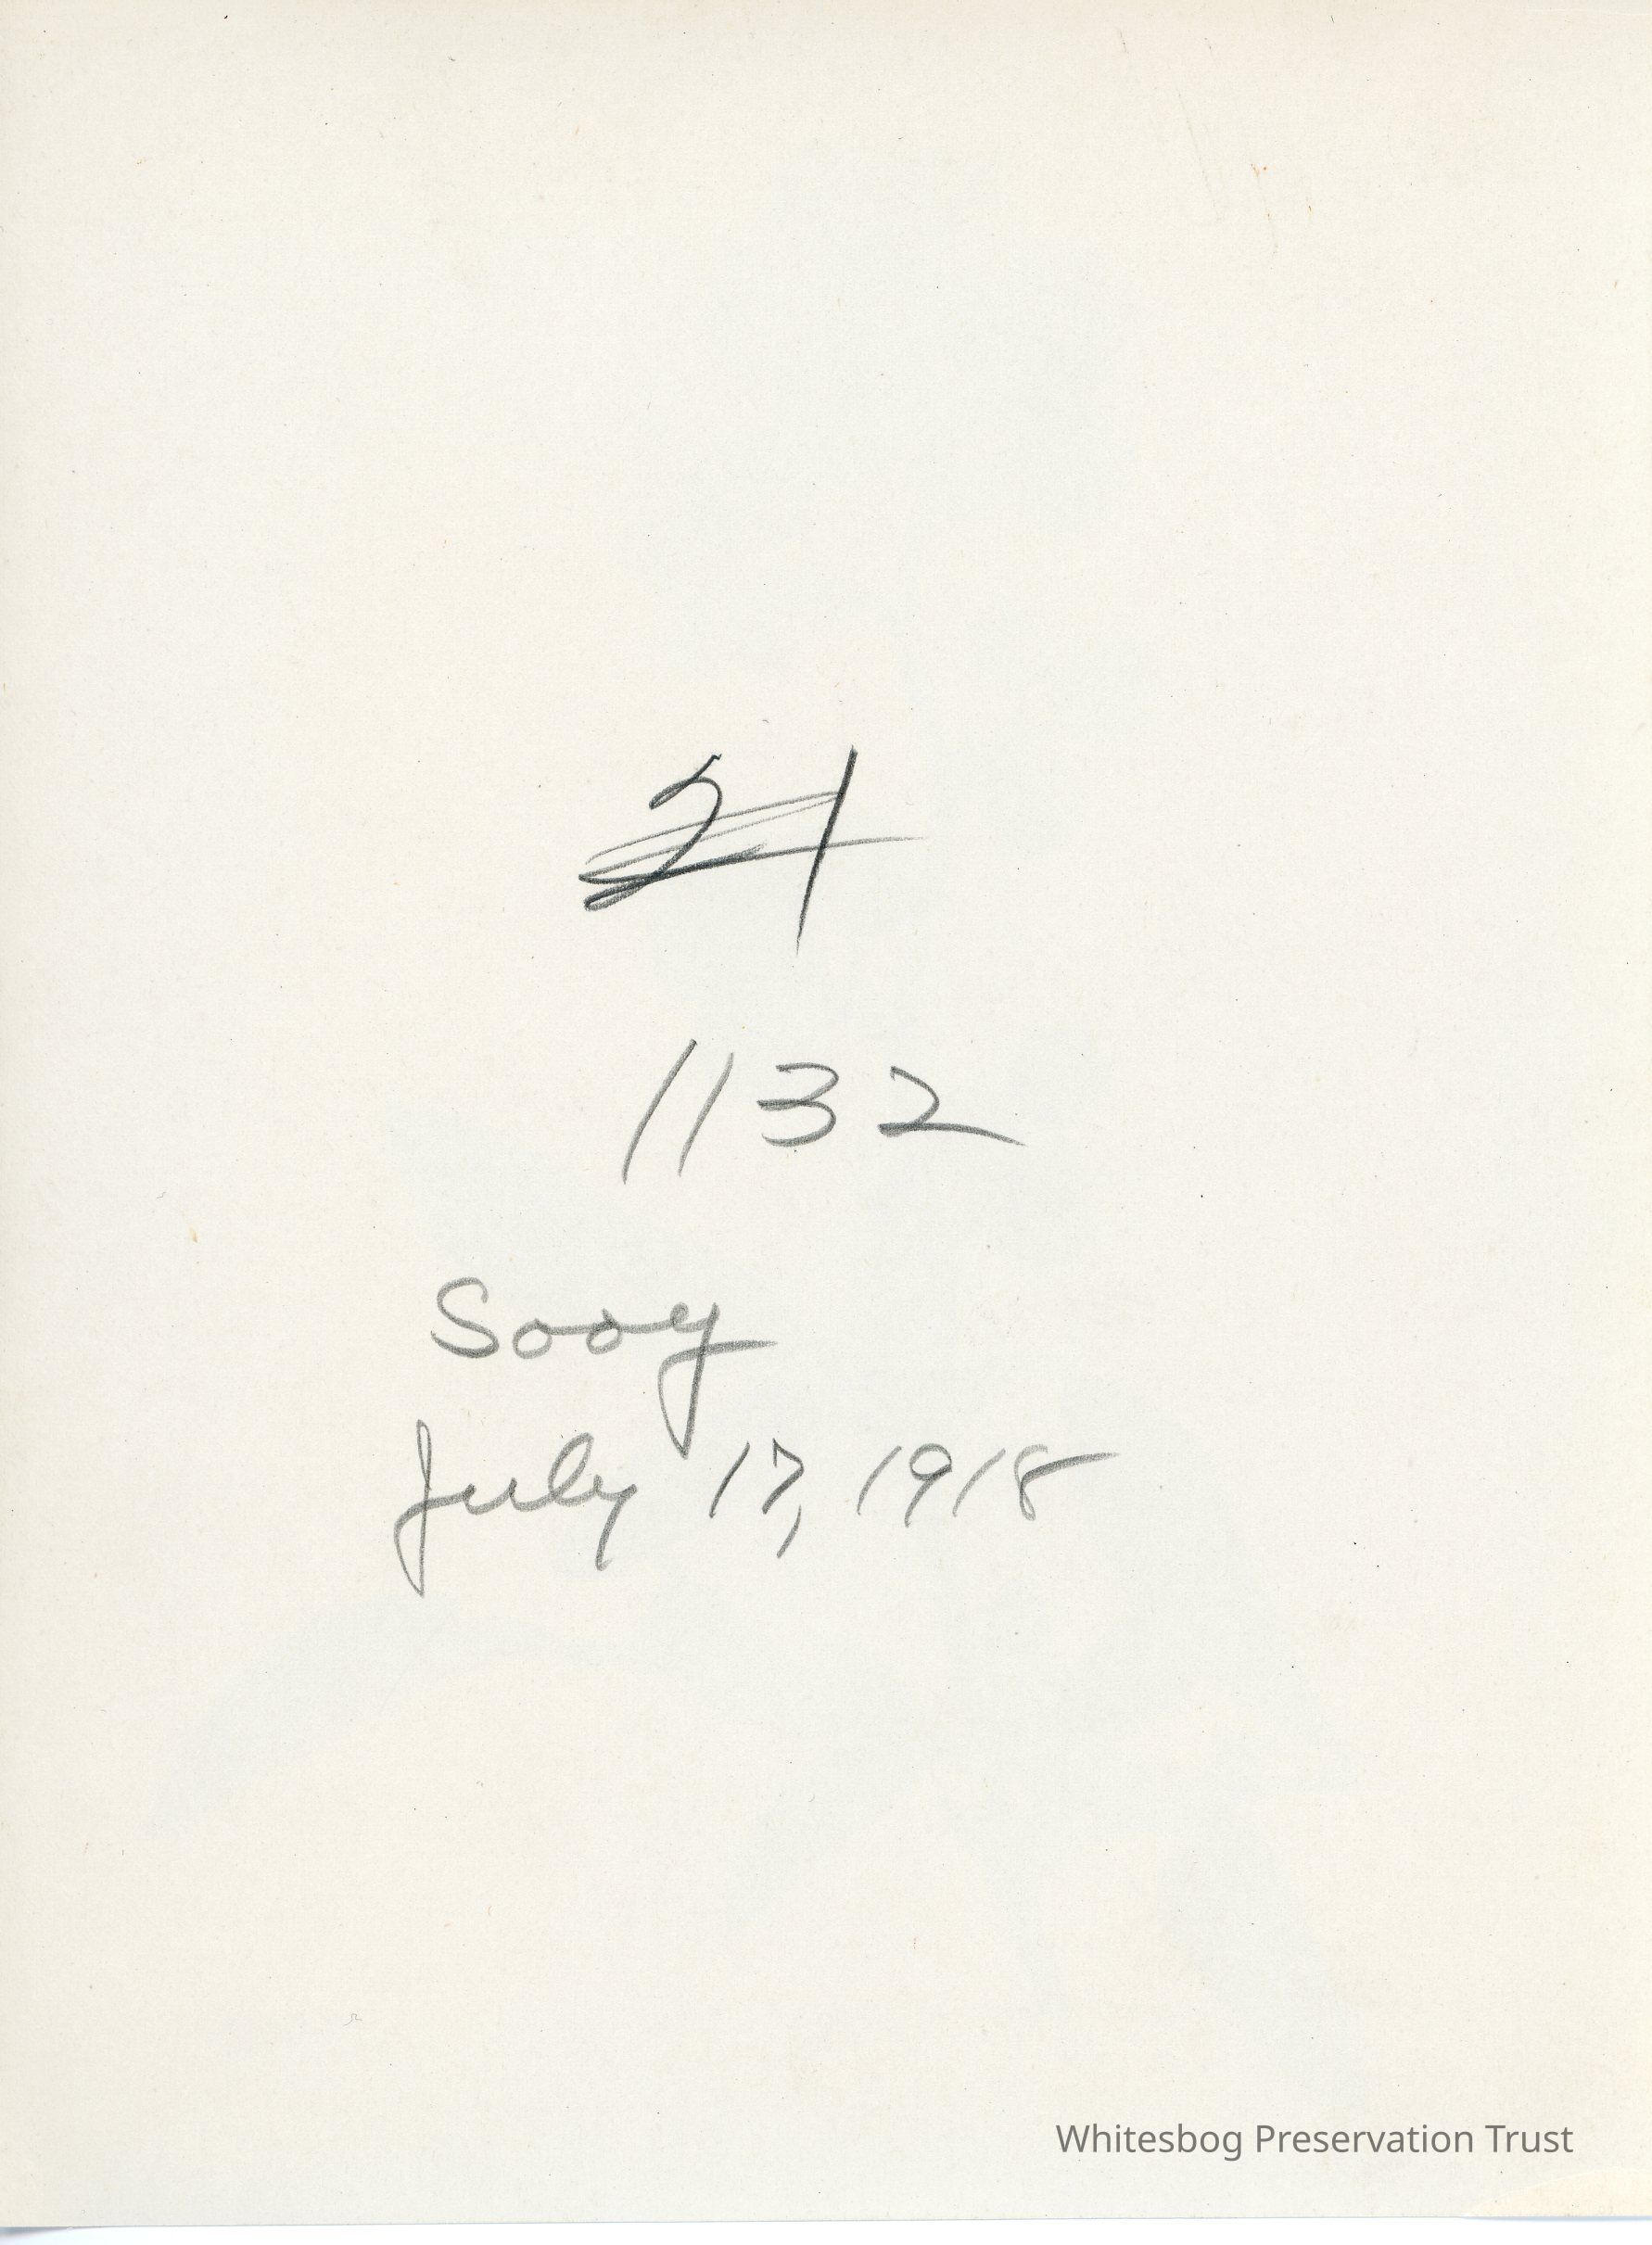 21
1132
Sooy
July 17, 1918
Whitesbog Preservation Trust